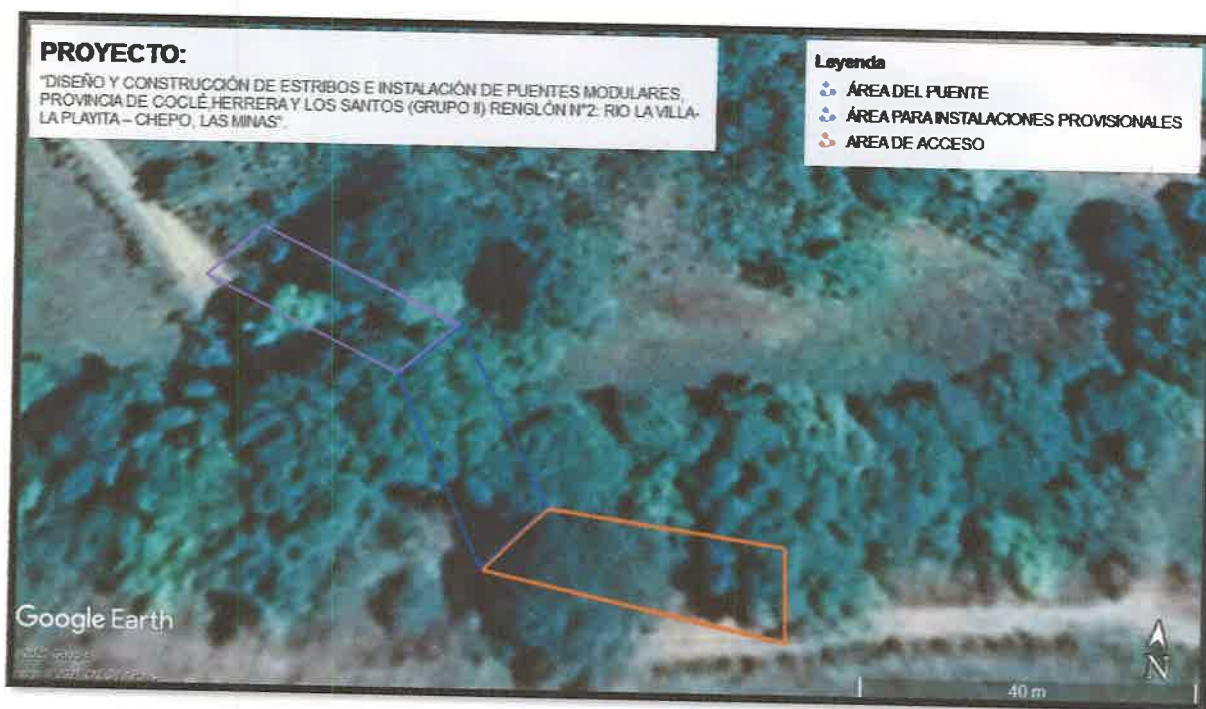 PROYECTO:
"DISEÑO Y CONSTRUCCIÓN DE ESTRIBOS E INSTALACIÓN DE PUENTES MODULARES,
PROVINCIA DE COCLÉ,HERRERA Y LOS SANTOS (GRUPO II) RENGLÓN N°2: RIO LA VILLA-
LA PLAYITA – CHEPO, LAS MINAS".
Leyenda
ÁREA DEL PUENTE
ÁREA PARA INSTALACIONES PROVISIONALES
AREA DE ACCESO
Google Earth
N
40 m